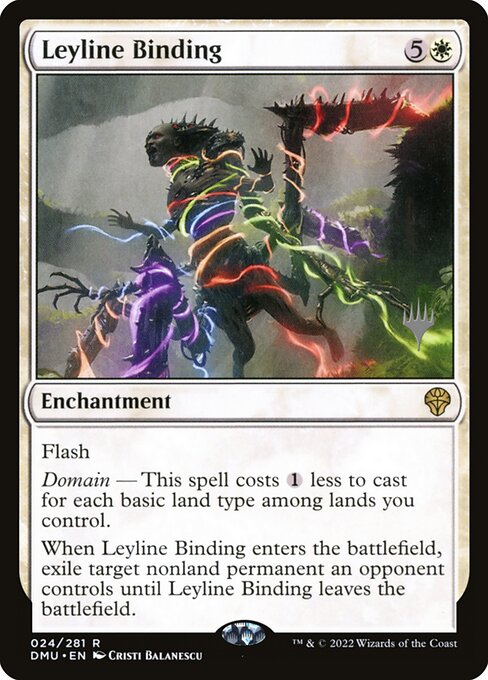 Leyline Binding 5
Enchantment
Flash
Domain — This spell costs 1 less to cast
for each basic land type among lands you
control.
When Leyline Binding enters the battlefield,
exile target nonland permanent an opponent
controls until Leyline Binding leaves the
battlefield.
024/281 R
DMU • EN Cristi Balanescu
™ & © 2022 Wizards of the Coast